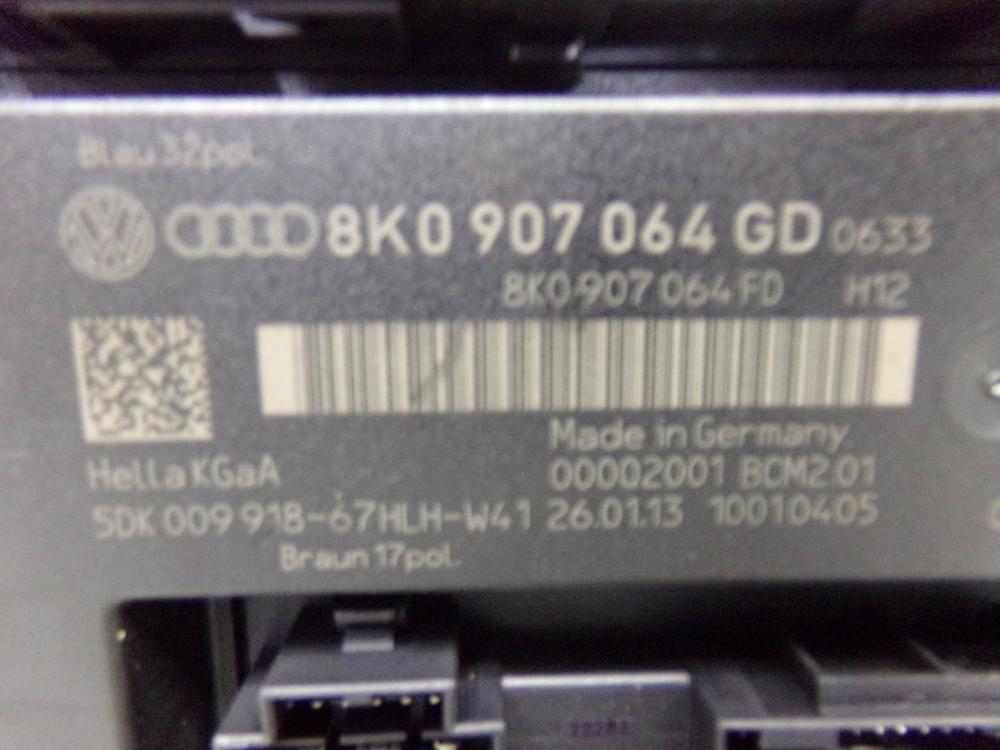 Blau 32pol.
8K0 907 064 GD 0633
8K0 907 064 FD H12
Made in Germany
Hella KGaA 00002001 BCM2.01
5DK 009 918-67HLH-W41 26.01.13 10010405
Braun 17pol.